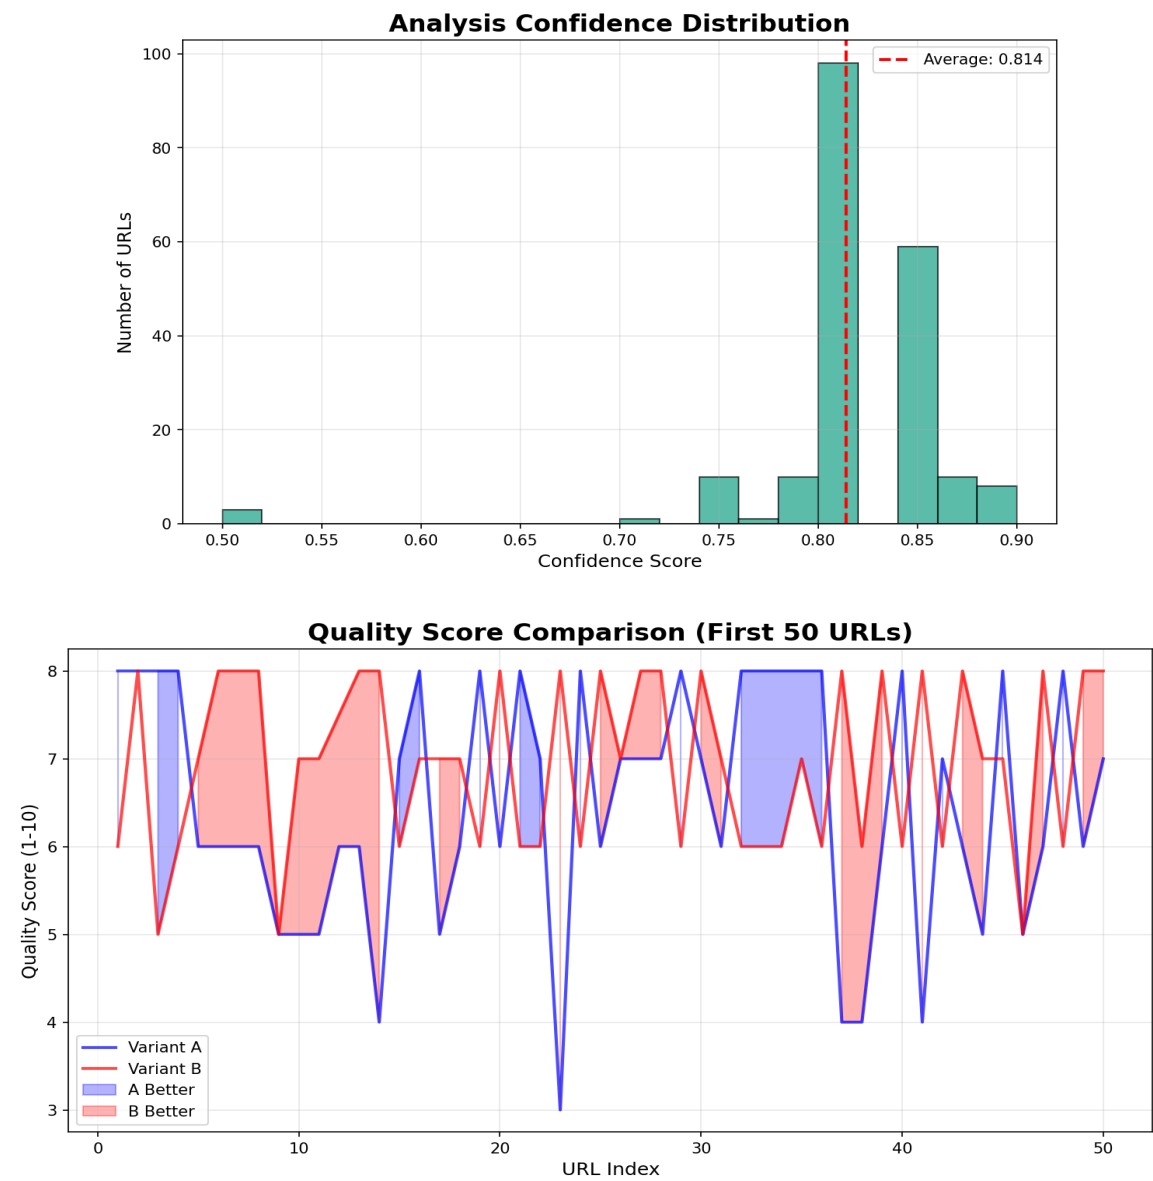 Analysis Confidence Distribution
Average: 0.814
Number of URLs
100
80
60
40
20
0
0.50 0.55 0.60 0.65 0.70 0.75 0.80 0.85 0.90
Confidence Score
Quality Score Comparison (First 50 URLs)
Quality Score (1-10)
8
7
6
5
4
3
Variant A
Variant B
A Better
B Better
0 10 20 30 40 50
URL Index